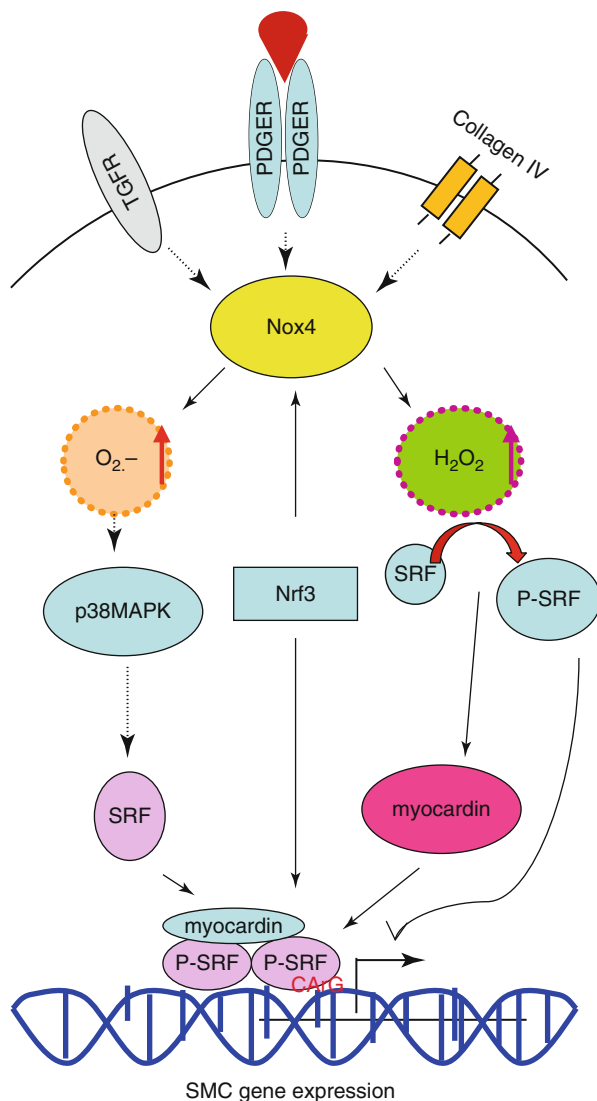 PDGER
PDGER
TGFR
Collagen IV
Nox4
O2.–
H2O2
SRF
P-SRF
p38MAPK
Nrf3
SRF
myocardin
myocardin
P-SRF
P-SRF
CArG
SMC gene expression